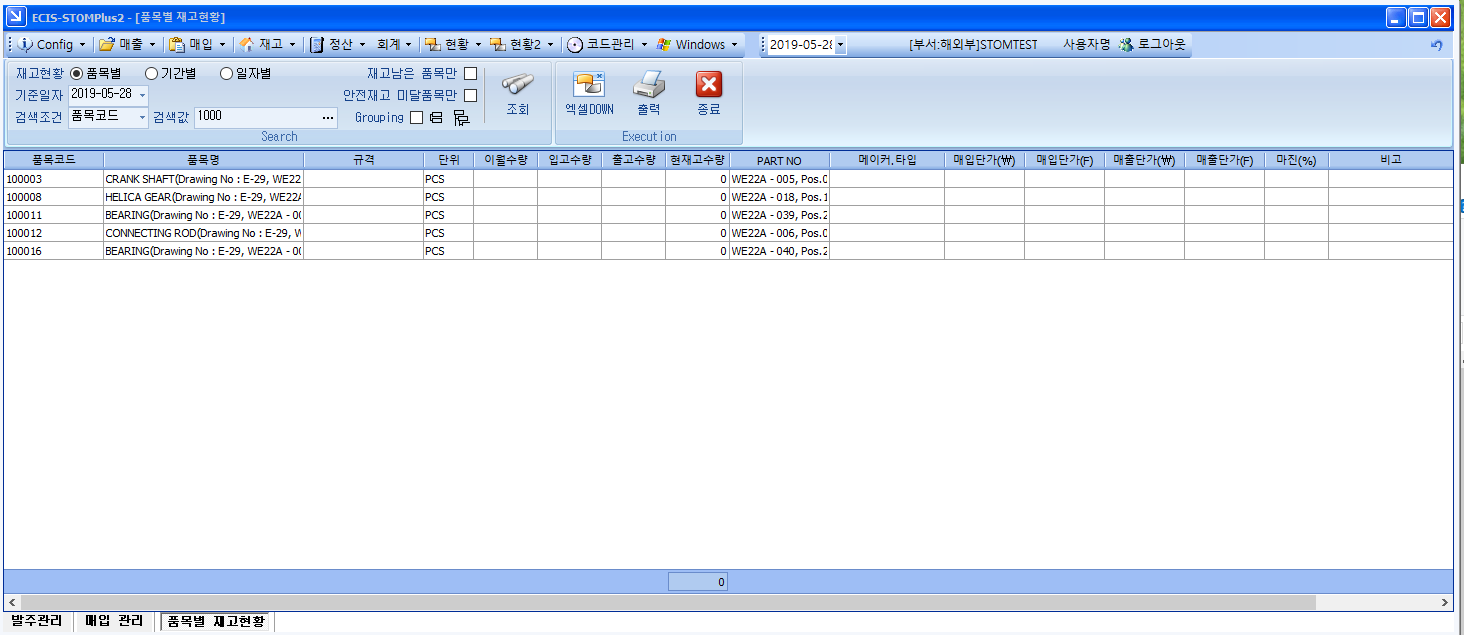 ECIS-STOMPlus2 - [품목별 재고현황]
Config 매출 매입 재고 정산 회계 현황 현황2 코드관리 Windows 2019-05-28 [부서:해외부]STOMTEST 사용자명 로그아웃
재고현황 품목별 기간별 일자별 재고남은 품목만
기준일자 2019-05-28 안전재고 미달품목만
검색조건 품목코드 검색값 1000 ... Grouping
조회 엑셀DOWN 출력 종료
Search Execution
품목코드 품목명 규격 단위 이월수량 입고수량 출고수량 현재고수량 PART NO 메이커.타입 매입단가(₩) 매입단가(F) 매출단가(₩) 매출단가(F) 마진(%) 비고
100003 CRANK SHAFT(Drawing No : E-29, WE22 PCS 0 WE22A - 005, Pos.0
100008 HELICA GEAR(Drawing No : E-29, WE22A PCS 0 WE22A - 018, Pos.1
100011 BEARING(Drawing No : E-29, WE22A - 00 PCS 0 WE22A - 039, Pos.2
100012 CONNECTING ROD(Drawing No : E-29, W PCS 0 WE22A - 006, Pos.0
100016 BEARING(Drawing No : E-29, WE22A - 00 PCS 0 WE22A - 040, Pos.2
0
발주관리 매입 관리 품목별 재고현황